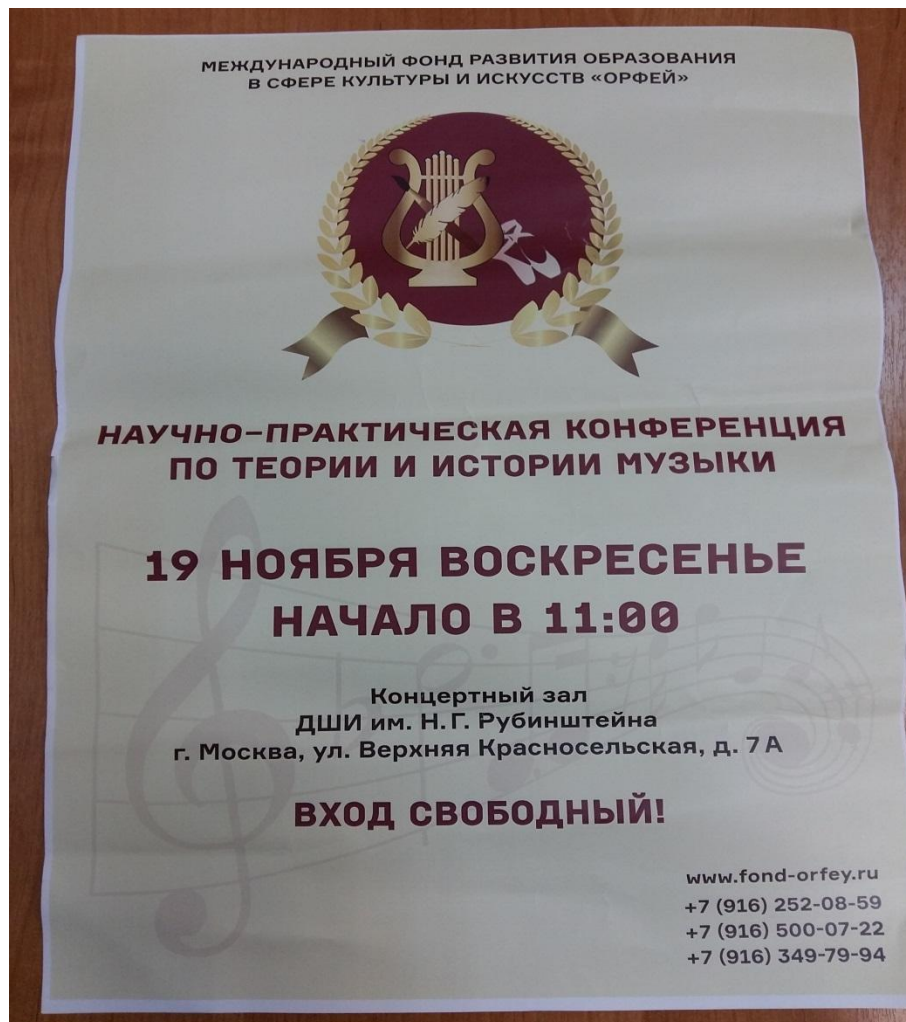 МЕЖДУНАРОДНЫЙ ФОНД РАЗВИТИЯ ОБРАЗОВАНИЯ
В СФЕРЕ КУЛЬТУРЫ И ИСКУССТВ «ОРФЕЙ»
НАУЧНО-ПРАКТИЧЕСКАЯ КОНФЕРЕНЦИЯ
ПО ТЕОРИИ И ИСТОРИИ МУЗЫКИ
19 НОЯБРЯ ВОСКРЕСЕНЬЕ
НАЧАЛО В 11:00
Концертный зал
ДШИ им. Н.Г. Рубинштейна
г. Москва, ул. Верхняя Красносельская, д. 7А
ВХОД СВОБОДНЫЙ!
www.fond-orfey.ru
+7 (916) 252-08-59
+7 (916) 500-07-22
+7 (916) 349-79-94